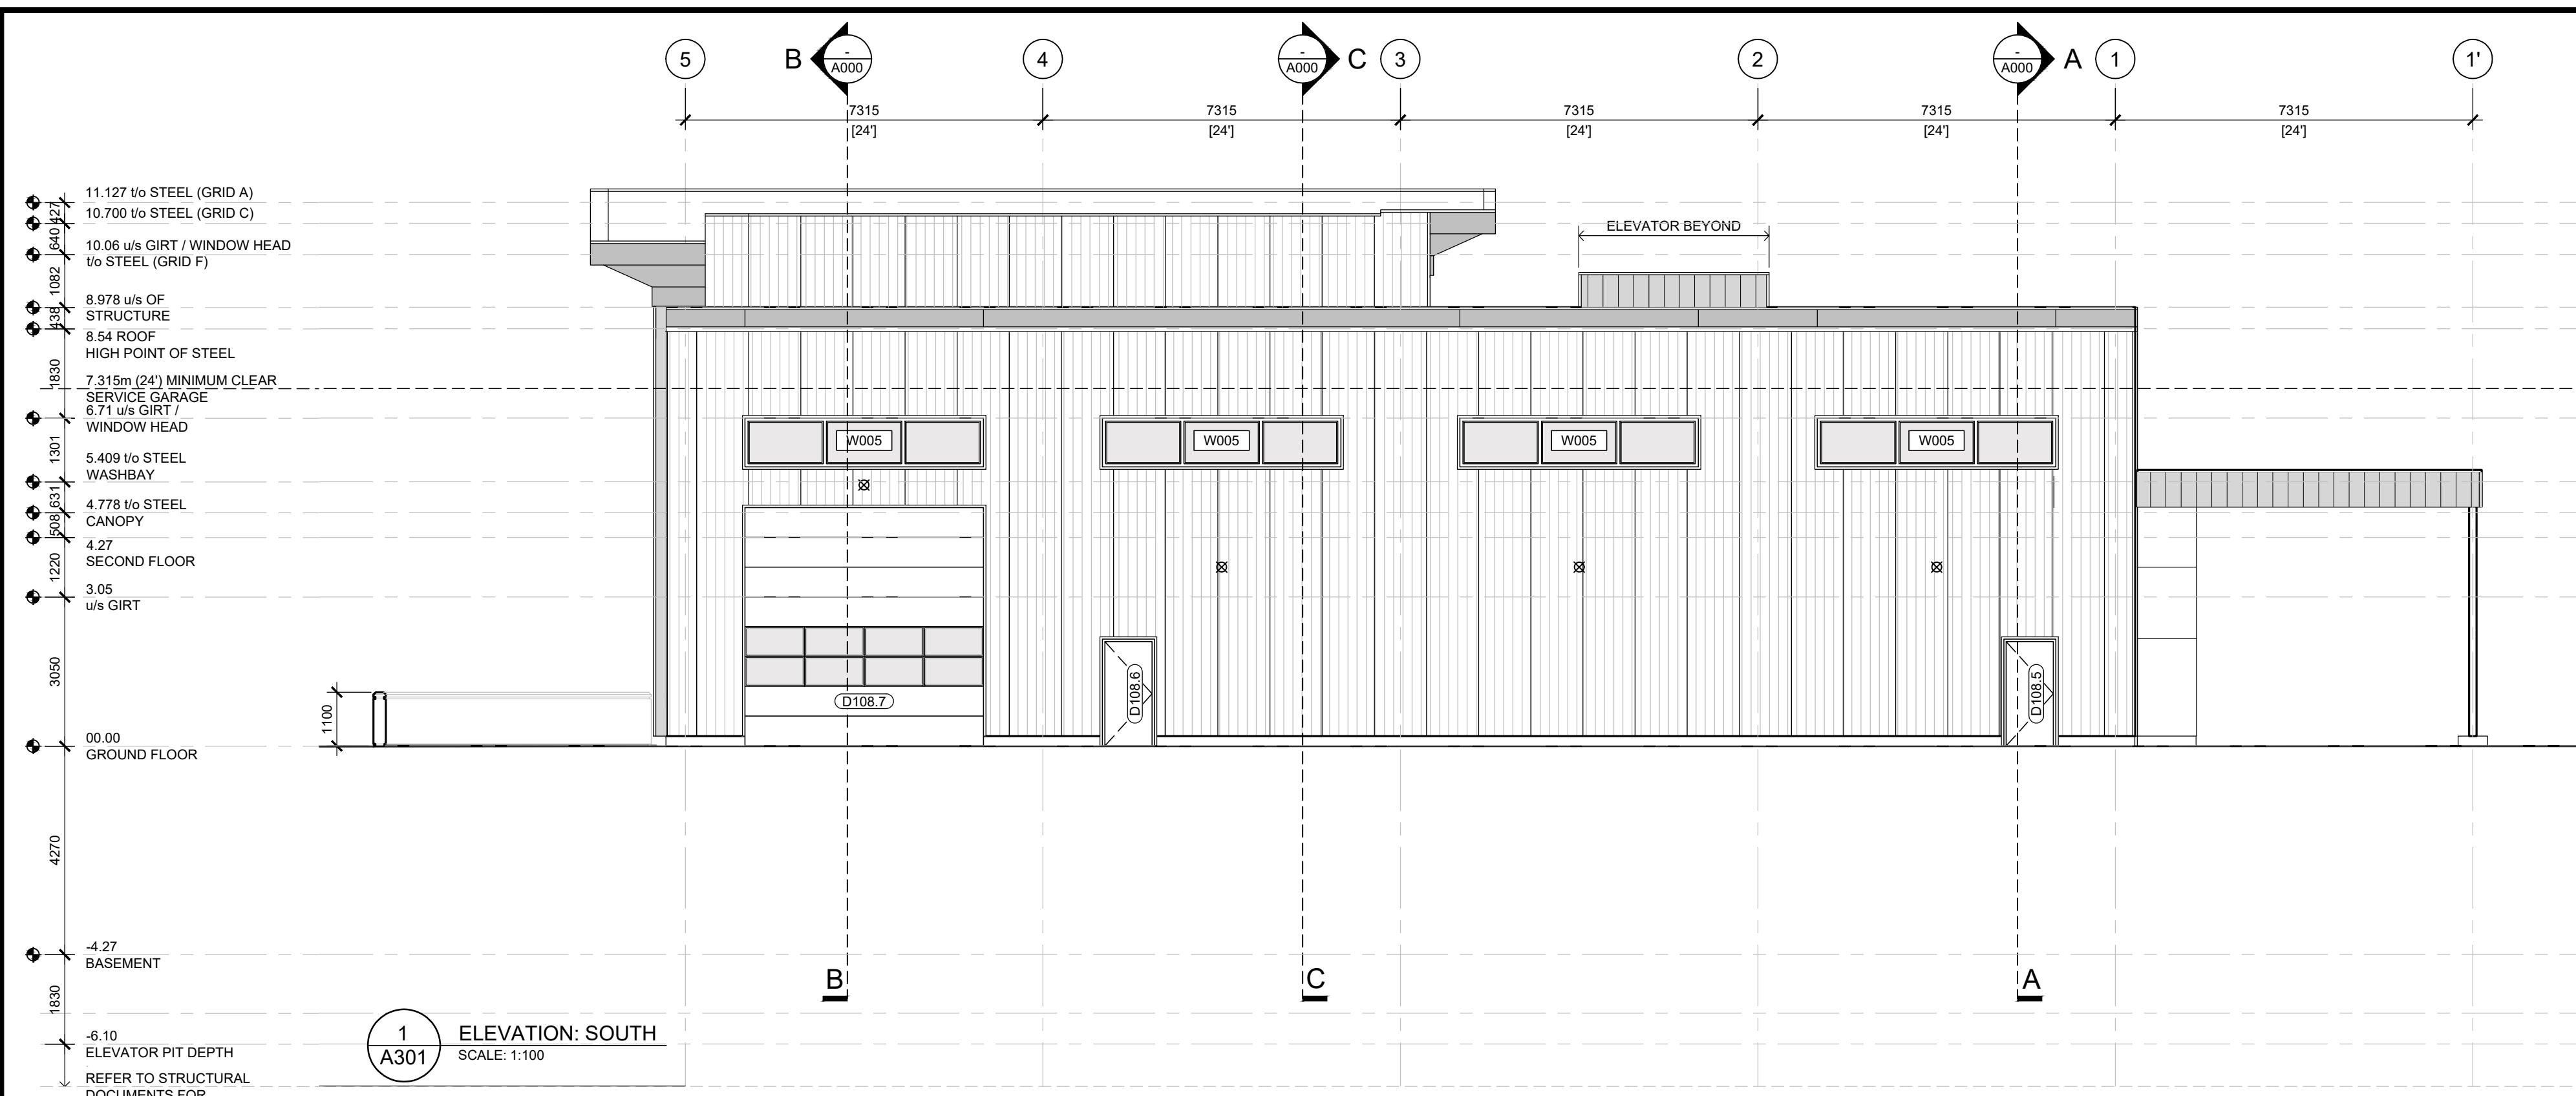 5
B
-
A000
4
-
A000
C
3
2
-
A000
A
1
1'
7315
[24']
7315
[24']
7315
[24']
7315
[24']
7315
[24']
11.127 t/o STEEL (GRID A)
427
10.700 t/o STEEL (GRID C)
640
10.06 u/s GIRT / WINDOW HEAD
t/o STEEL (GRID F)
1082
8.978 u/s OF
STRUCTURE
438
8.54 ROOF
HIGH POINT OF STEEL
1830
7.315m (24') MINIMUM CLEAR
SERVICE GARAGE
6.71 u/s GIRT /
WINDOW HEAD
1301
5.409 t/o STEEL
WASHBAY
631
4.778 t/o STEEL
CANOPY
508
4.27
SECOND FLOOR
1220
3.05
u/s GIRT
3050
00.00
GROUND FLOOR
4270
-4.27
BASEMENT
1830
-6.10
ELEVATOR PIT DEPTH
REFER TO STRUCTURAL
DOCUMENTS FOR
ELEVATOR BEYOND
W005
W005
W005
W005
1100
D108.7
D108.6
D108.5
B
C
A
1
A301
ELEVATION: SOUTH
SCALE: 1:100